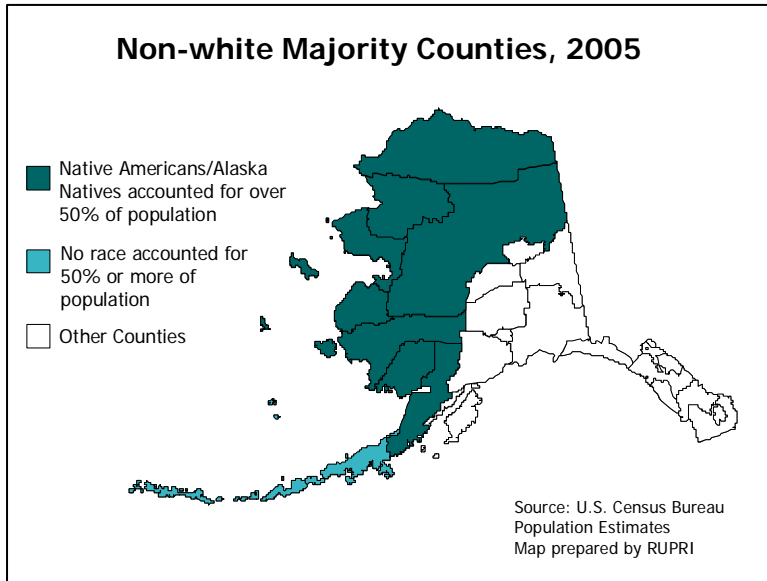 Non-white Majority Counties, 2005
Native Americans/Alaska
Natives accounted for over
50% of population
No race accounted for
50% or more of
population
Other Counties
Source: U.S. Census Bureau
Population Estimates
Map prepared by RUPRI